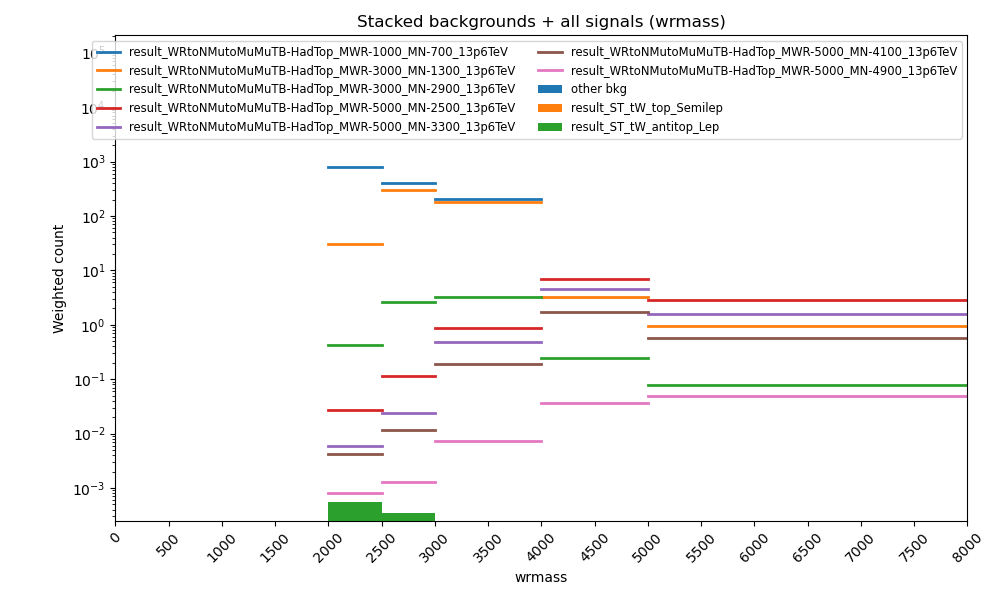 Stacked backgrounds + all signals (wrmass)
result_WRtoNMutoMuMuTB-HadTop_MWR-1000_MN-700_13p6TeV
result_WRtoNMutoMuMuTB-HadTop_MWR-3000_MN-1300_13p6TeV
result_WRtoNMutoMuMuTB-HadTop_MWR-3000_MN-2900_13p6TeV
result_WRtoNMutoMuMuTB-HadTop_MWR-5000_MN-2500_13p6TeV
result_WRtoNMutoMuMuTB-HadTop_MWR-5000_MN-3300_13p6TeV
result_WRtoNMutoMuMuTB-HadTop_MWR-5000_MN-4100_13p6TeV
result_WRtoNMutoMuMuTB-HadTop_MWR-5000_MN-4900_13p6TeV
other bkg
result_ST_tW_top_Semilep
result_ST_tW_antitop_Lep
Weighted count
10⁵
10⁴
10³
10²
10¹
10⁰
10⁻¹
10⁻²
10⁻³
0 500 1000 1500 2000 2500 3000 3500 4000 4500 5000 5500 6000 6500 7000 7500 8000
wrmass